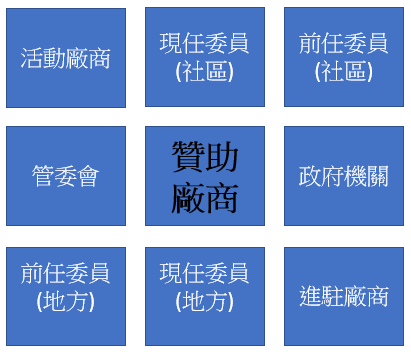 活動廠商
現任委員
(社區)
前任委員
(社區)
管委會
贊助
廠商
政府機關
前任委員
(地方)
現任委員
(地方)
進駐廠商